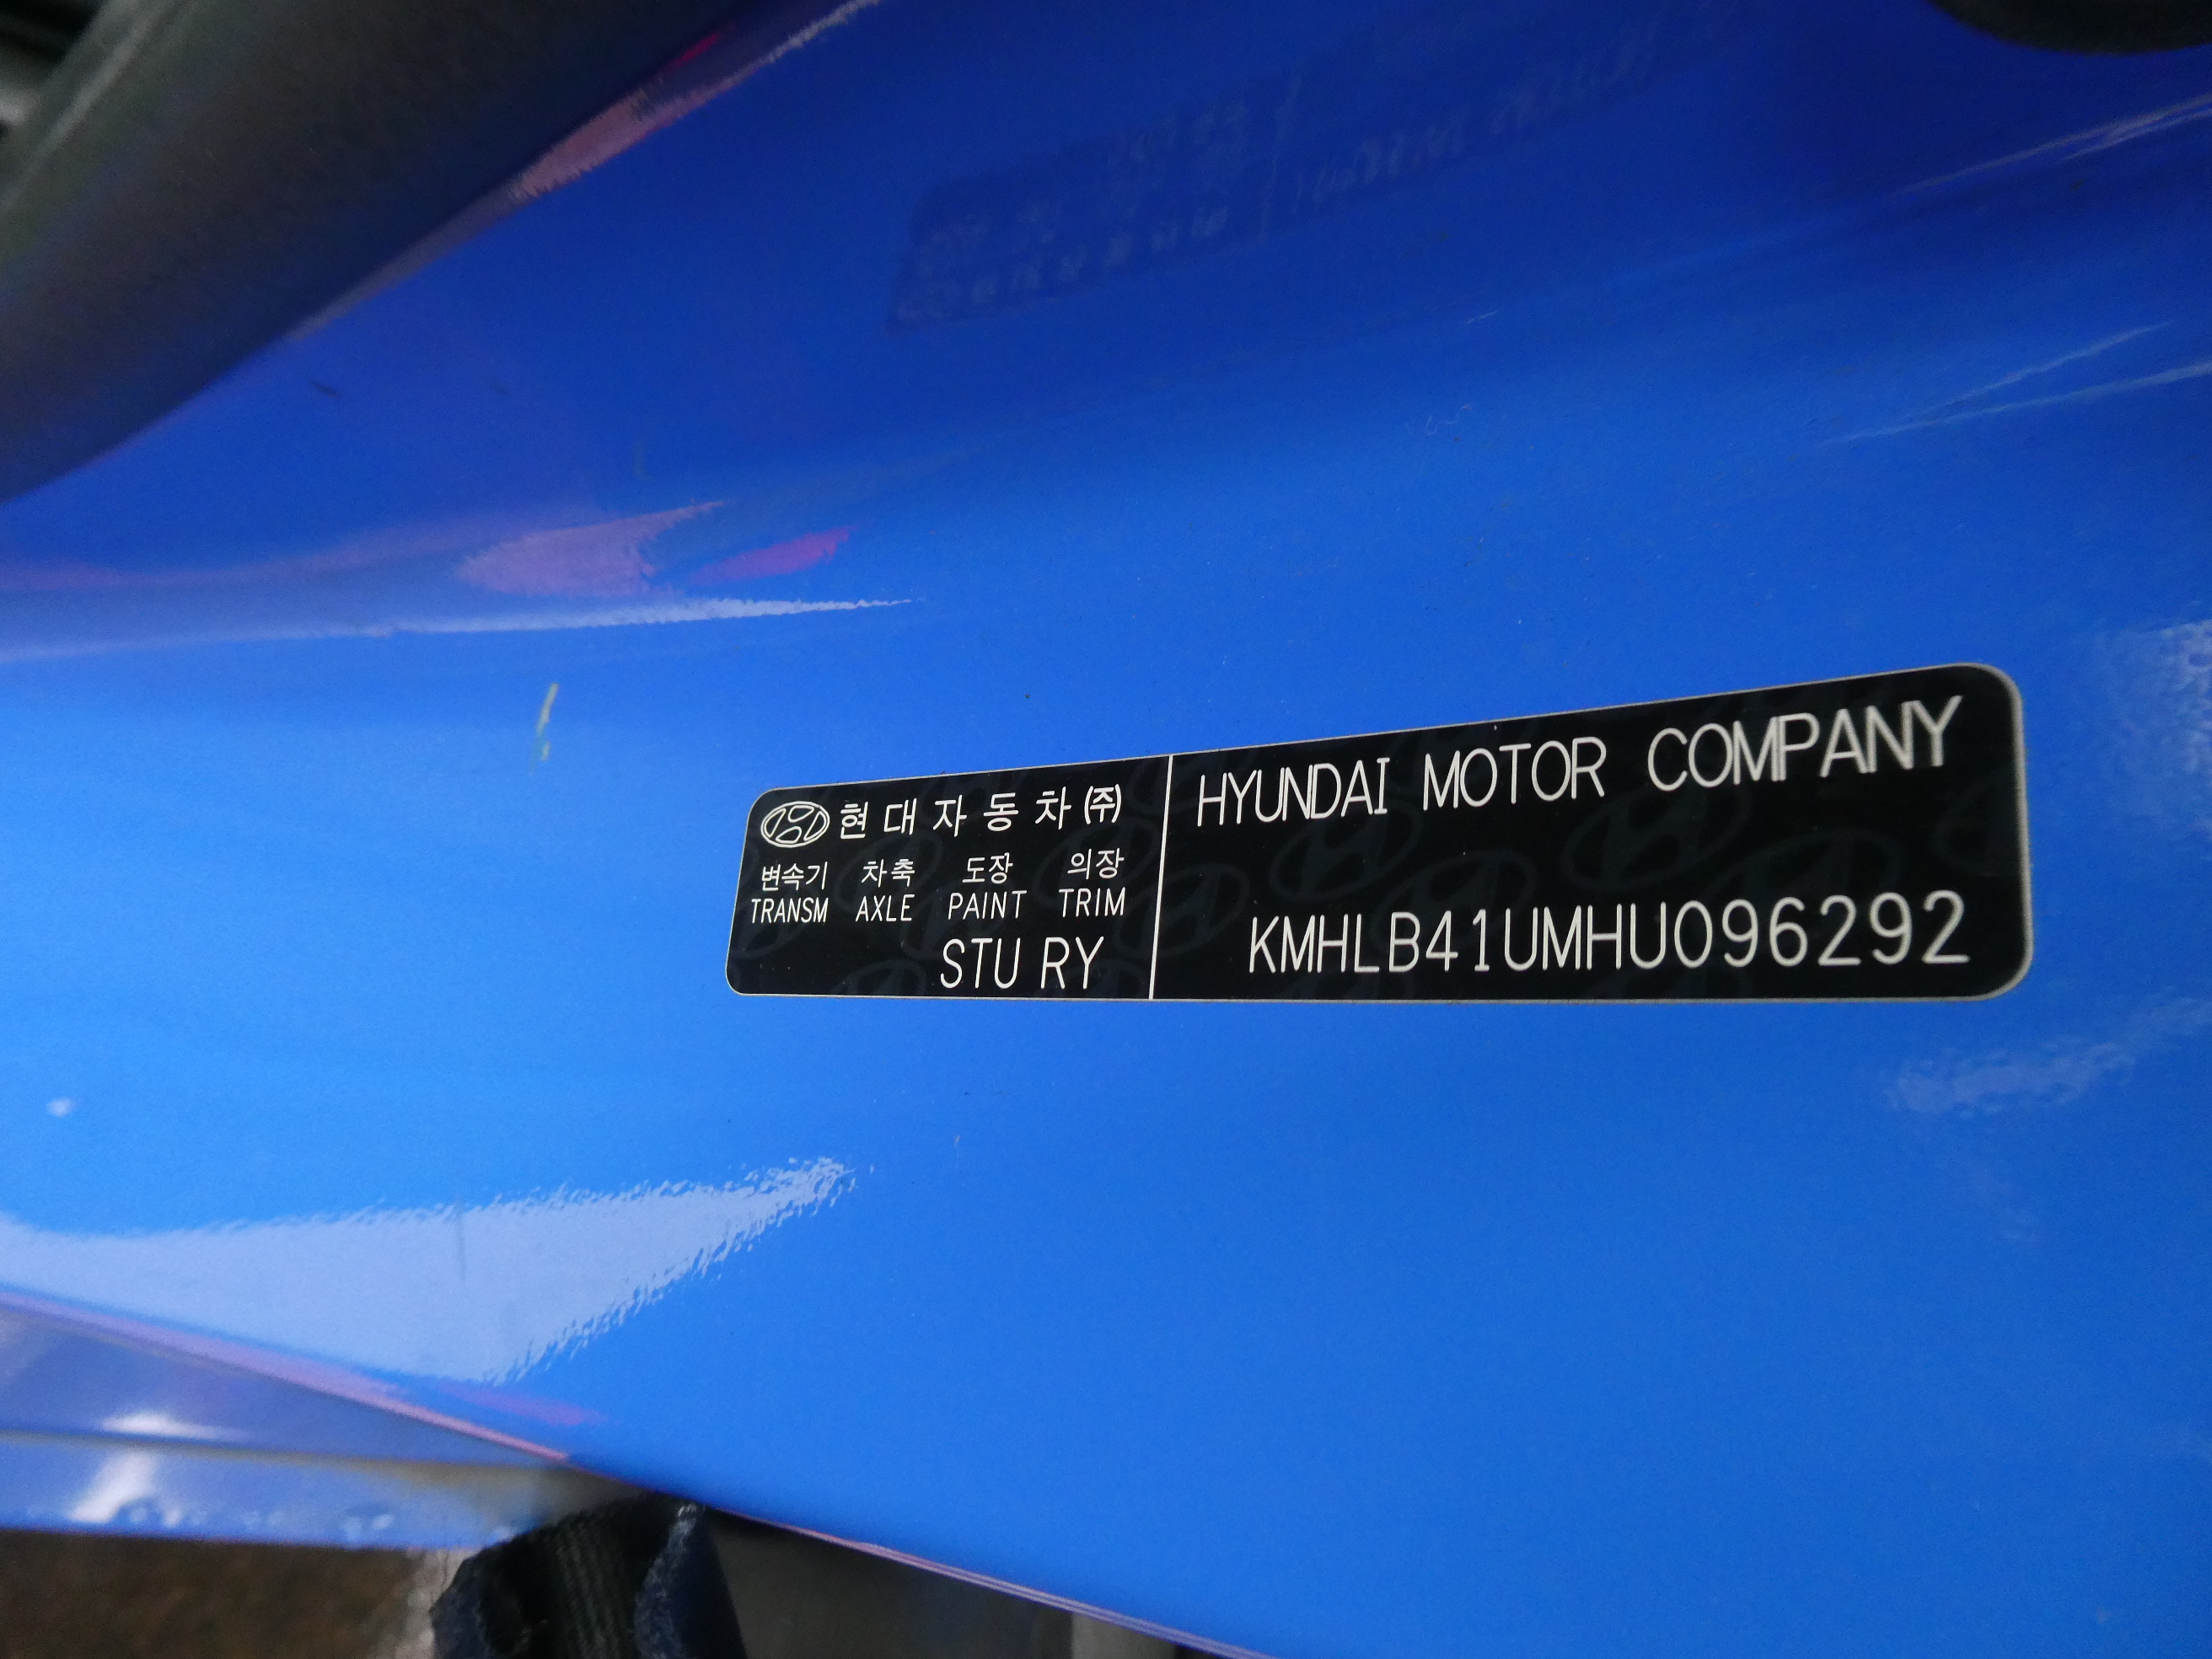 현대자동차(주)
변속기 차축 도장 의장
TRANSM AXLE PAINT TRIM
STU RY
HYUNDAI MOTOR COMPANY
KMHLB41UMHU096292